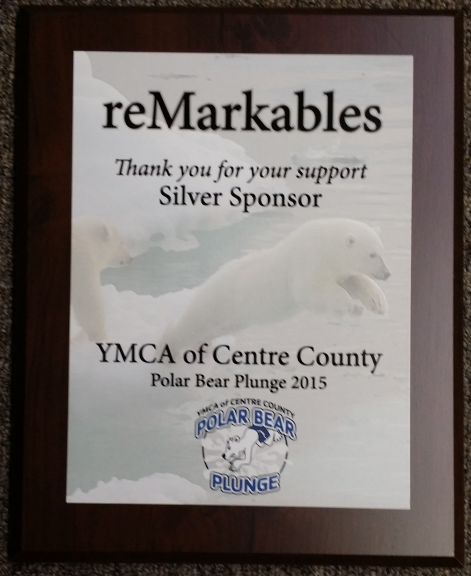 reMarkables
Thank you for your support
Silver Sponsor
YMCA of Centre County
Polar Bear Plunge 2015
YMCA of CENTRE COUNTY
POLAR BEAR
PLUNGE